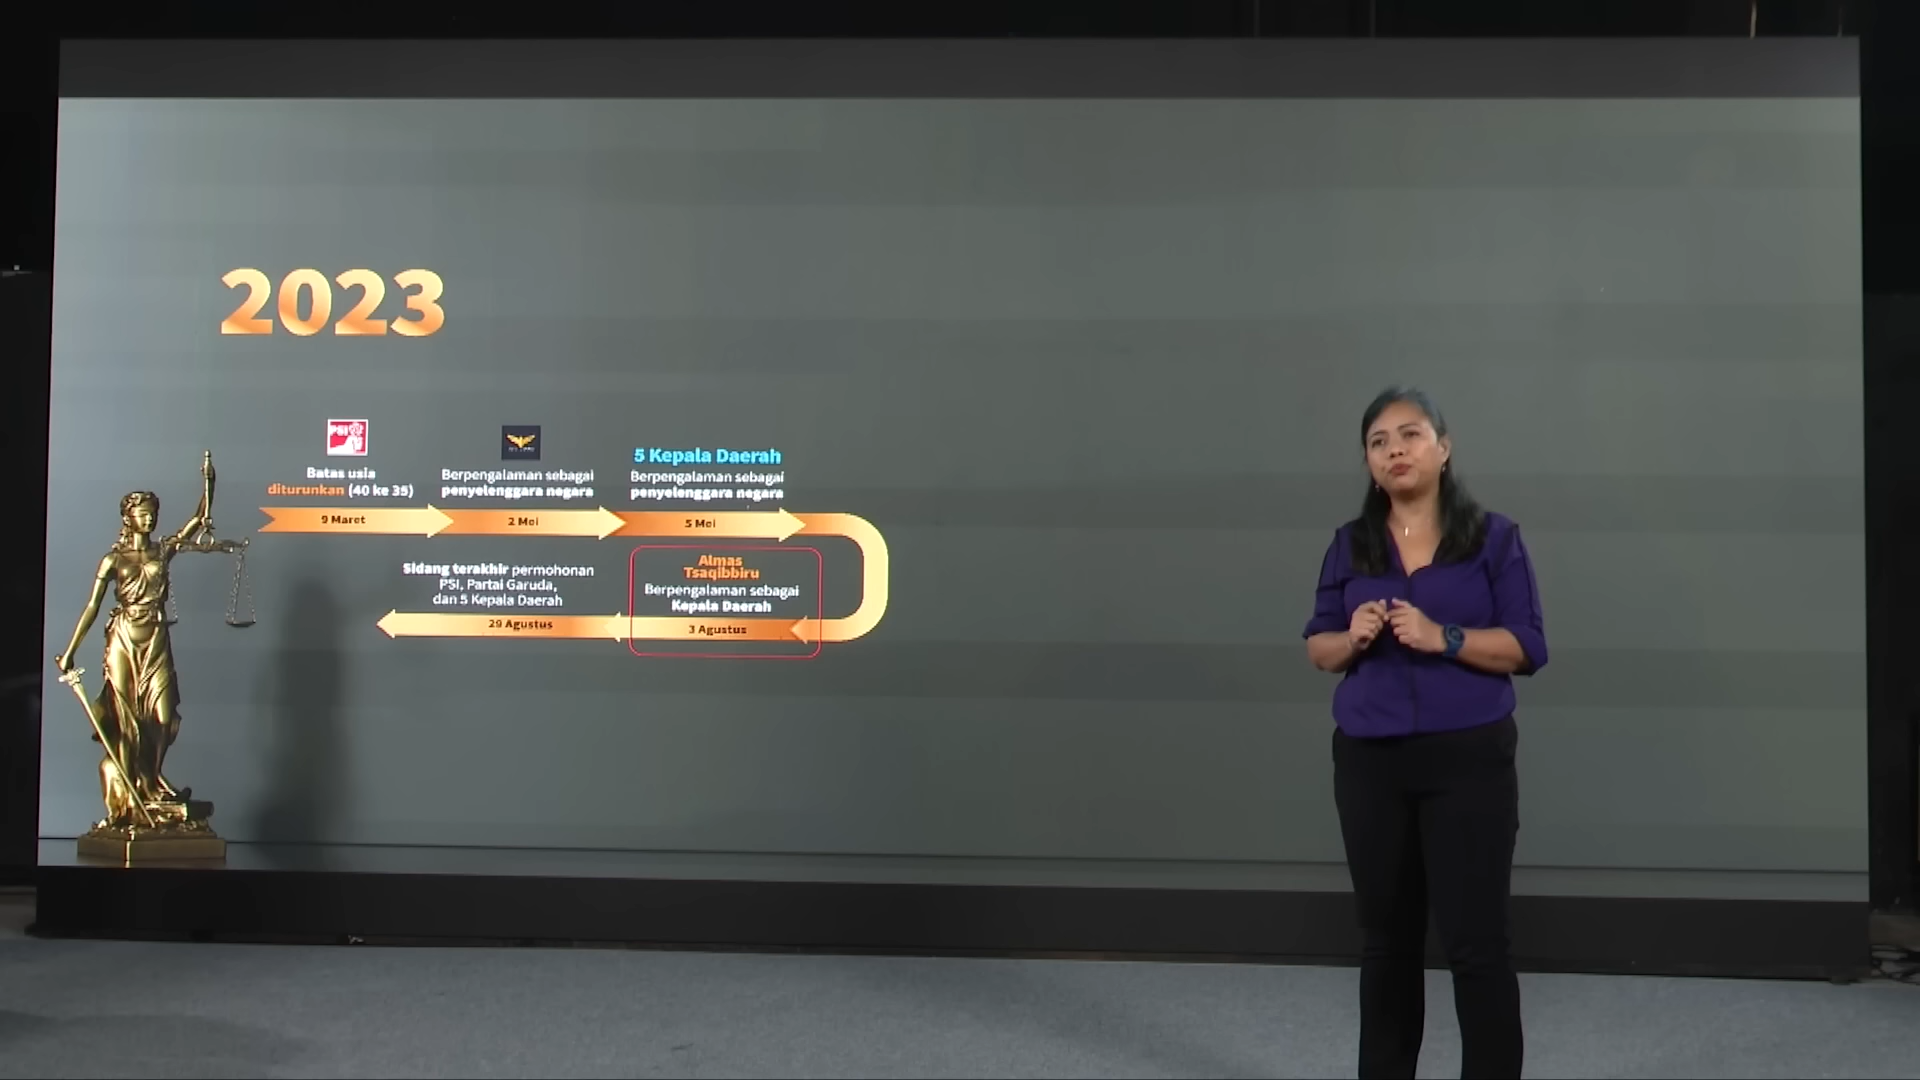 2023
PSI
Batas usia
diturunkan (40 ke 35)
9 Maret
Berpengalaman sebagai
penyelenggara negara
2 Mei
5 Kepala Daerah
Berpengalaman sebagai
penyelenggara negara
5 Mei
Almas
Tsaqibbiru
Berpengalaman sebagai
Kepala Daerah
3 Agustus
Sidang terakhir permohonan
PSI, Partai Garuda,
dan 5 Kepala Daerah
29 Agustus